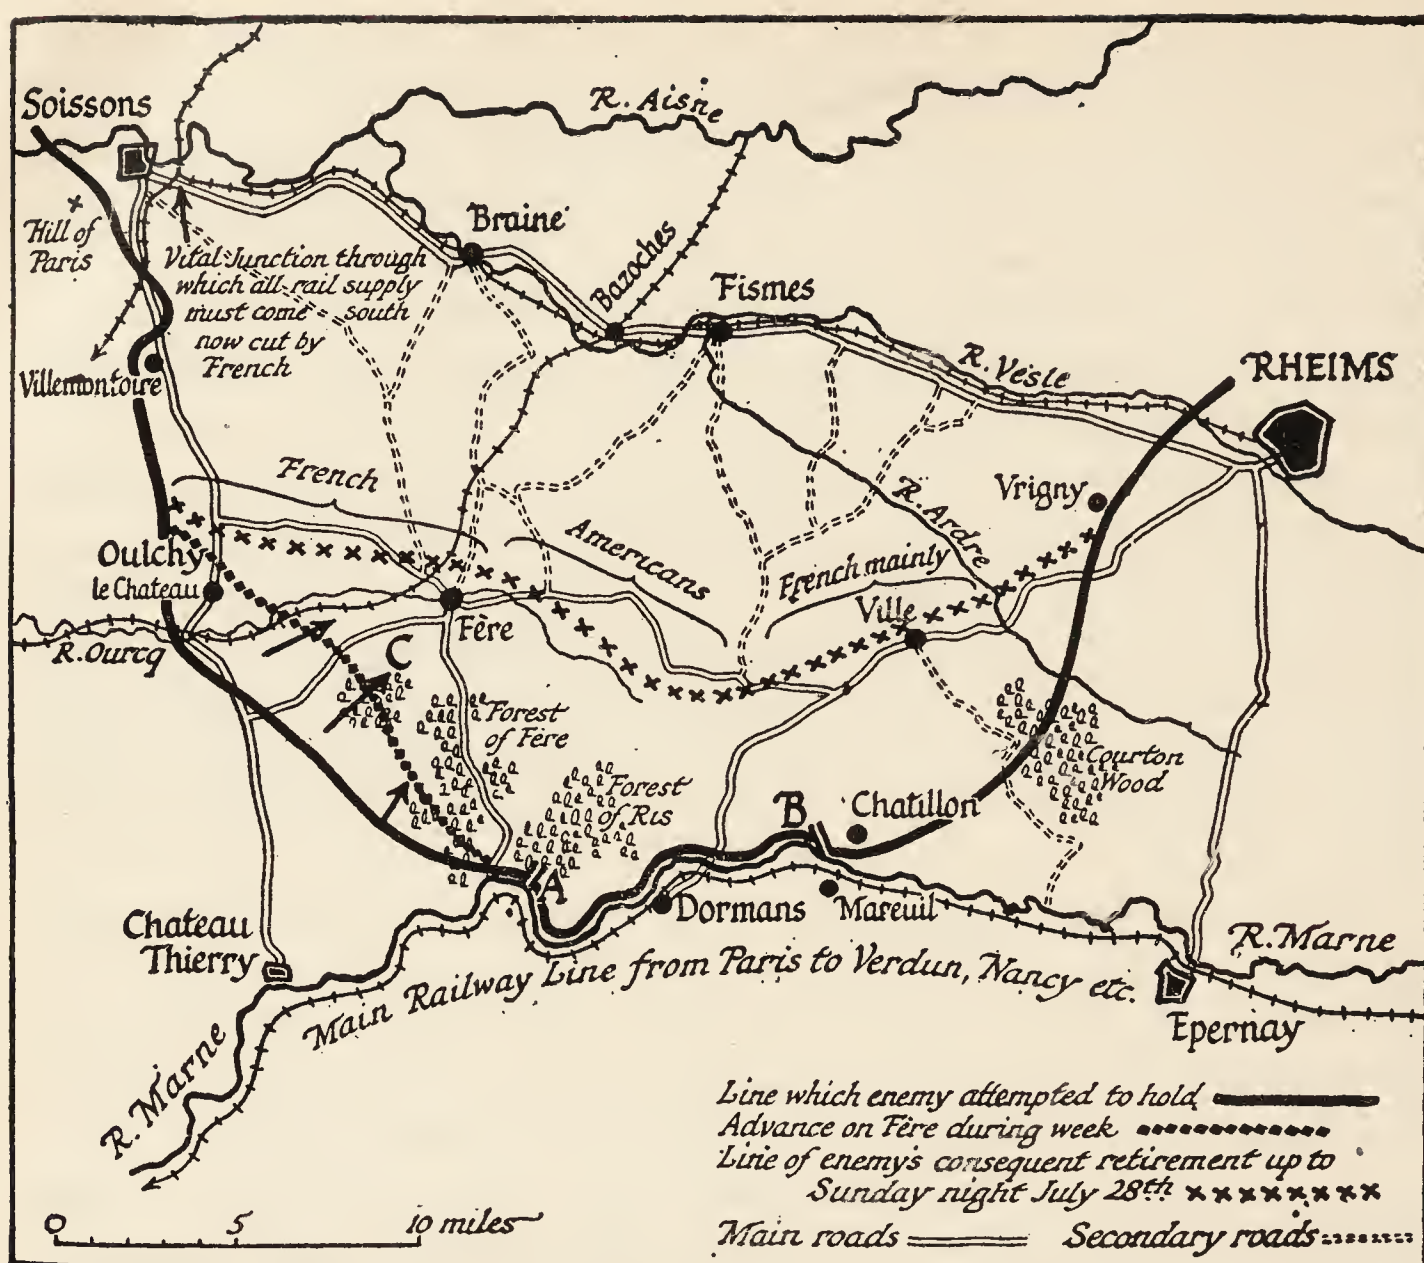 Soissons
R. Aisne
Hill of
Paris
Braine
Vital Junction through
which all rail supply
must come south
now cut by
French
Bazoches
Fismes
R. Vesle
RHEIMS
Villemontoire
French
Vrigny
R. Ardre
Americans
French mainly
Oulchy
le Chateau
Ville
Fère
R. Ourcq
C
Forest
of Fère
Forest
of Ris
Courton
Wood
B
Chatillon
A
Dormans
Mareuil
Chateau
Thierry
R. Marne
Main Railway Line from Paris to Verdun, Nancy etc.
Epernay
R. Marne
Line which enemy attempted to hold
Advance on Fère during week
Line of enemy's consequent retirement up to
Sunday night July 28th
Main roads Secondary roads
0 5 10 miles